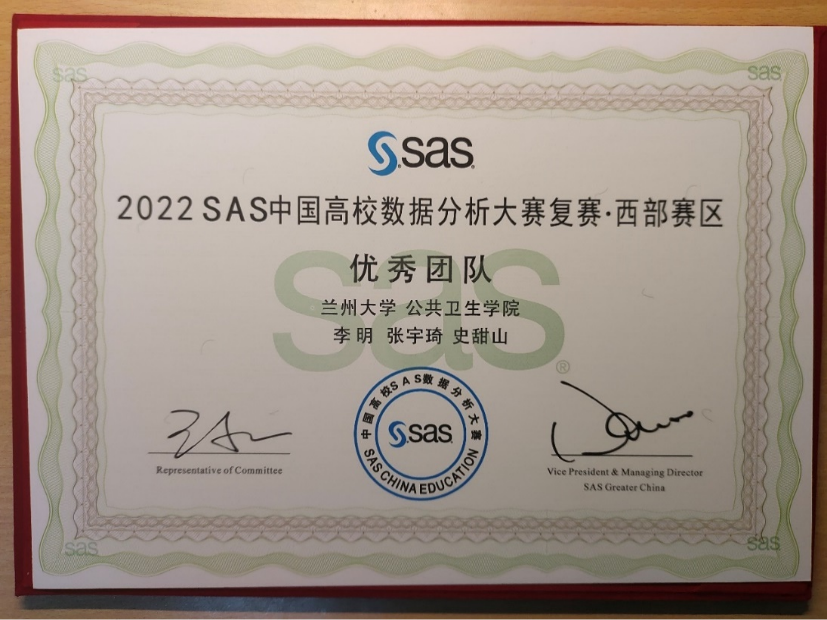 sas
sas
sas
2022 SAS中国高校数据分析大赛复赛·西部赛区
优秀团队
sas
®
兰州大学 公共卫生学院
李明 张宇琦 史甜山
中国高校SAS数据分析大赛
sas
SAS CHINA EDUCATION
Representative of Committee
Vice President & Managing Director
SAS Greater China
sas
sas